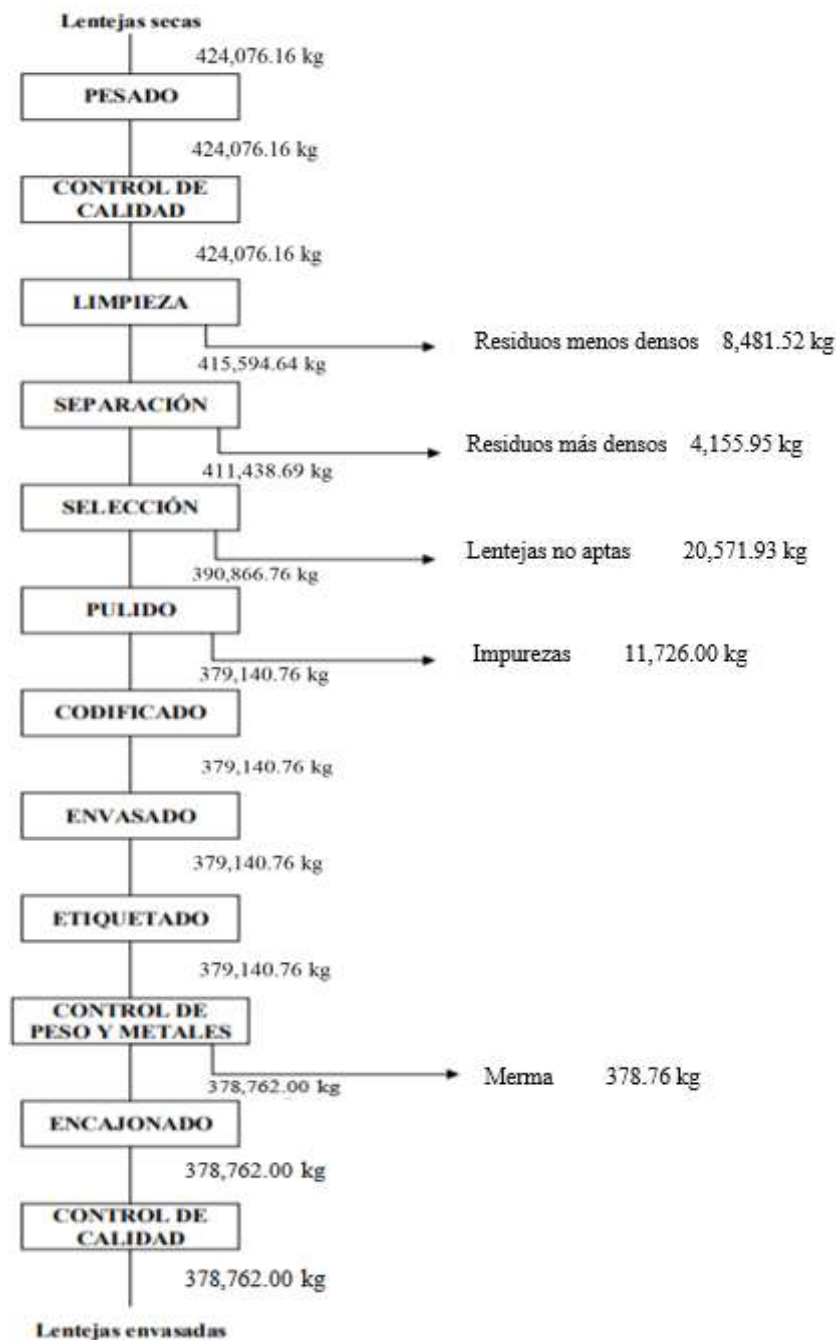 Lentejas secas
424,076.16 kg
PESADO
424,076.16 kg
CONTROL DE
CALIDAD
424,076.16 kg
LIMPIEZA
Residuos menos densos 8,481.52 kg
415,594.64 kg
SEPARACIÓN
Residuos más densos 4,155.95 kg
411,438.69 kg
SELECCIÓN
Lentejas no aptas 20,571.93 kg
390,866.76 kg
PULIDO
Impurezas 11,726.00 kg
379,140.76 kg
CODIFICADO
379,140.76 kg
ENVASADO
379,140.76 kg
ETIQUETADO
379,140.76 kg
CONTROL DE
PESO Y METALES
Merma 378.76 kg
378,762.00 kg
ENCAJONADO
378,762.00 kg
CONTROL DE
CALIDAD
378,762.00 kg
Lentejas envasadas